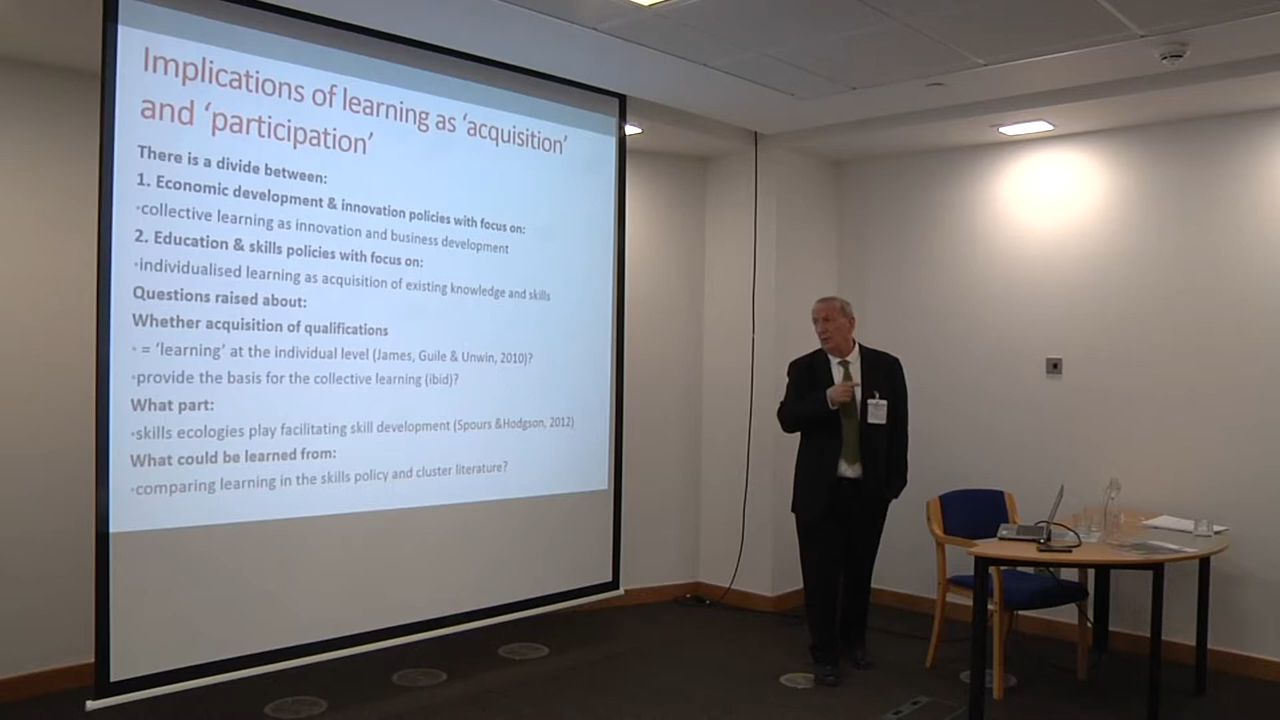 Implications of learning as ‘acquisition’
and ‘participation’
There is a divide between:
1. Economic development & innovation policies with focus on:
•collective learning as innovation and business development
2. Education & skills policies with focus on:
•individualised learning as acquisition of existing knowledge and skills
Questions raised about:
Whether acquisition of qualifications
• = ‘learning’ at the individual level (James, Guile & Unwin, 2010)?
•provide the basis for the collective learning (ibid)?
What part:
•skills ecologies play facilitating skill development (Spours &Hodgson, 2012)
What could be learned from:
•comparing learning in the skills policy and cluster literature?